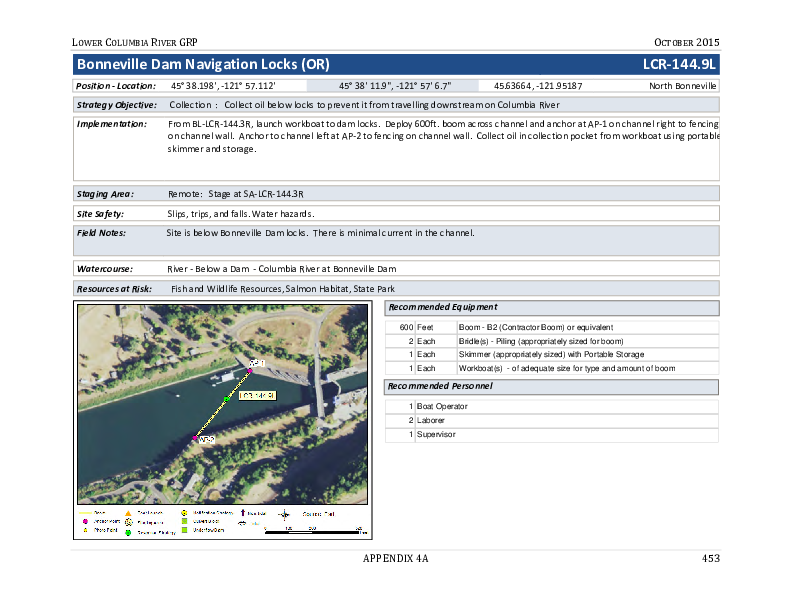 LOWER COLUMBIA RIVER GRP OCTOBER 2015
Bonneville Dam Navigation Locks (OR) LCR-144.9L
Position - Location: 45° 38.198', -121° 57.112' 45° 38' 11.9", -121° 57' 6.7" 45.63664, -121.95187 North Bonneville
Strategy Objective: Collection : Collect oil below locks to prevent it from travelling downstream on Columbia River
Implementation: From BL-LCR-144.3R, launch workboat to dam locks. Deploy 600ft. boom across channel and anchor at AP-1 on channel right to fencing
on channel wall. Anchor to channel left at AP-2 to fencing on channel wall. Collect oil in collection pocket from workboat using portable
skimmer and storage.
Staging Area: Remote: Stage at SA-LCR-144.3R
Site Safety: Slips, trips, and falls. Water hazards.
Field Notes: Site is below Bonneville Dam locks. There is minimal current in the channel.
Watercourse: River - Below a Dam - Columbia River at Bonneville Dam
Resources at Risk: Fish and Wildlife Resources, Salmon Habitat, State Park
Recommended Equipment
600 Feet Boom - B2 (Contractor Boom) or equivalent
2 Each Bridle(s) - Piling (appropriately sized for boom)
1 Each Skimmer (appropriately sized) with Portable Storage
1 Each Workboat(s) - of adequate size for type and amount of boom
Recommended Personnel
1 Boat Operator
2 Laborer
1 Supervisor
AP-1
LCR-144.9L
AP-2
Anchor Point
Photo Point
Notification Strategy
APPENDIX 4A 453